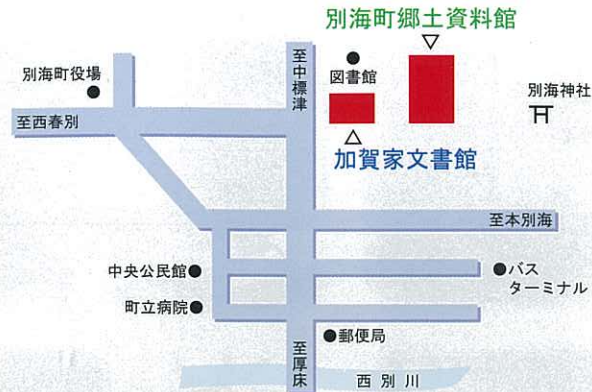 別海町郷土資料館
別海町役場
至中標津
図書館
別海神社
至西春別
加賀家文書館
至本別海
中央公民館
バス
ターミナル
町立病院
郵便局
至厚床
西別川